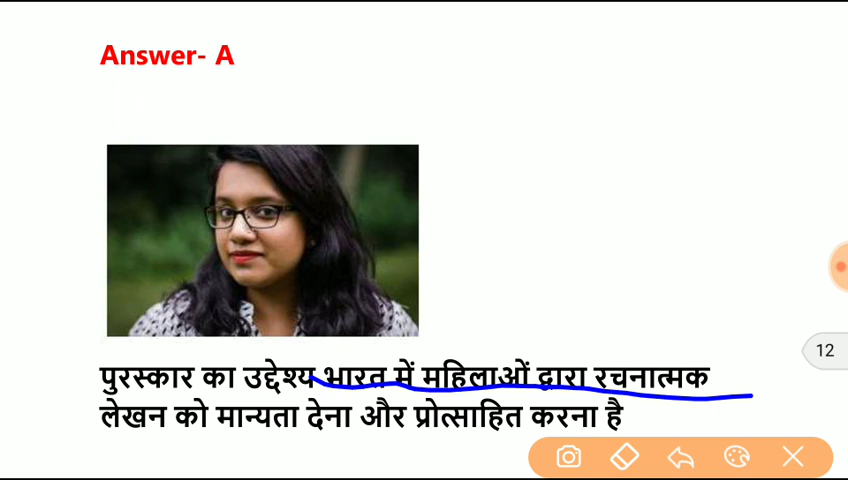 Answer- A
पुरस्कार का उद्देश्य भारत में महिलाओं द्वारा रचनात्मक
लेखन को मान्यता देना और प्रोत्साहित करना है
12